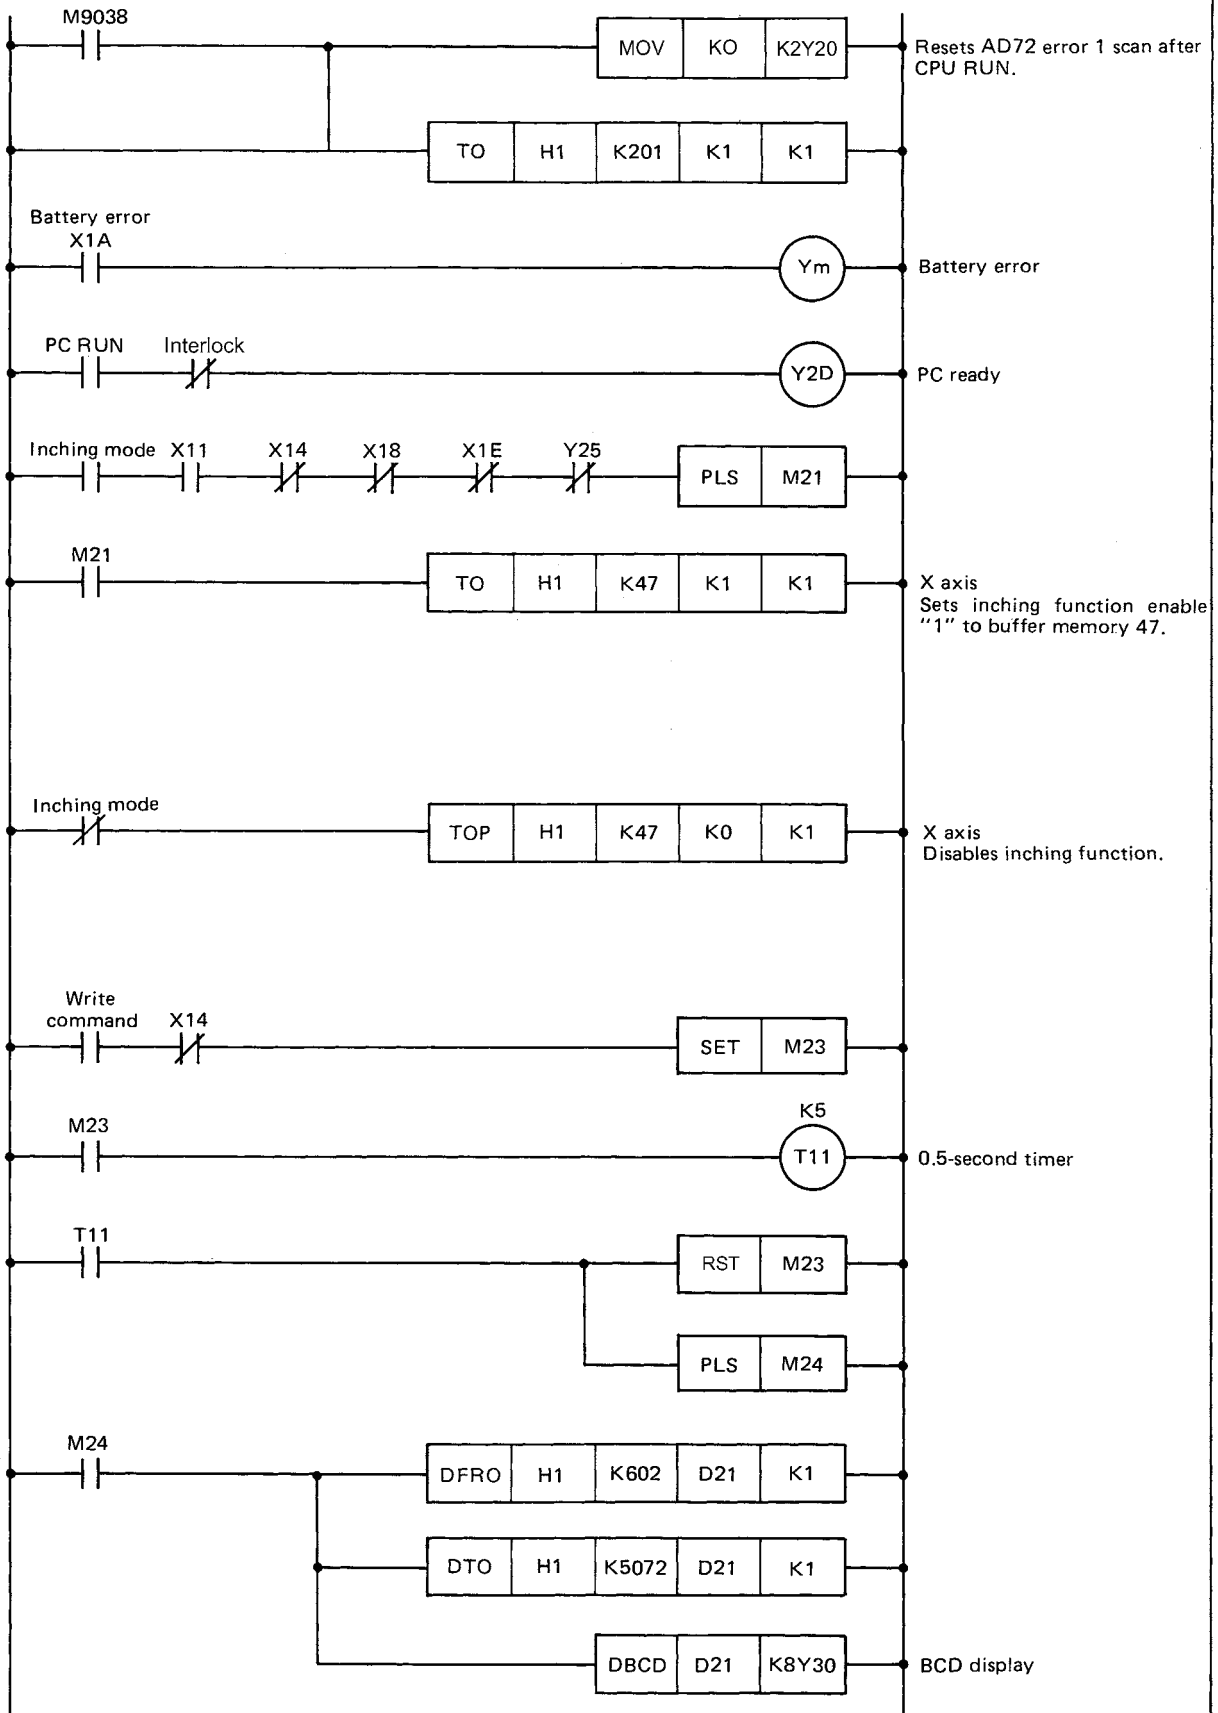 M9038
MOV KO K2Y20
Resets AD72 error 1 scan after
CPU RUN.
TO H1 K201 K1 K1
Battery error
X1A
Ym
Battery error
PC RUN Interlock
Y2D
PC ready
Inching mode X11 X14 X18 X1E Y25
PLS M21
M21
TO H1 K47 K1 K1
X axis
Sets inching function enable
"1" to buffer memory 47.
Inching mode
TOP H1 K47 K0 K1
X axis
Disables inching function.
Write
command X14
SET M23
M23
K5
T11
0.5-second timer
T11
RST M23
PLS M24
M24
DFRO H1 K602 D21 K1
DTO H1 K5072 D21 K1
DBCD D21 K8Y30
BCD display